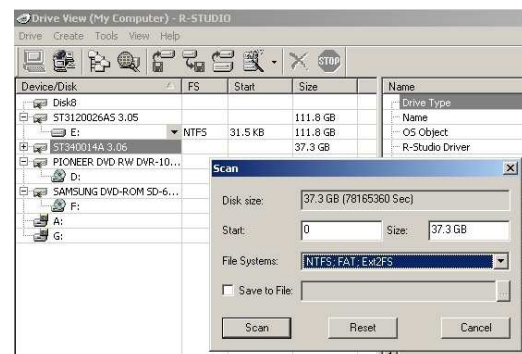 Drive View (My Computer) - R-STUDIO
Drive Create Tools View Help
STOP
Device/Disk FS Start Size Name
Disk8 Drive Type
ST3120026AS 3.05 111.8 GB Name
E: NTFS 31.5 KB 111.8 GB OS Object
ST340014A 3.06 37.3 GB R-Studio Driver
PIONEER DVD RW DVR-10...
D:
SAMSUNG DVD-ROM SD-6...
F:
A:
G:
Scan
Disk size: 37.3 GB (78165360 Sec)
Start: 0 Size: 37.3 GB
File Systems: NTFS; FAT; Ext2FS
Save to File: ...
Scan Reset Cancel